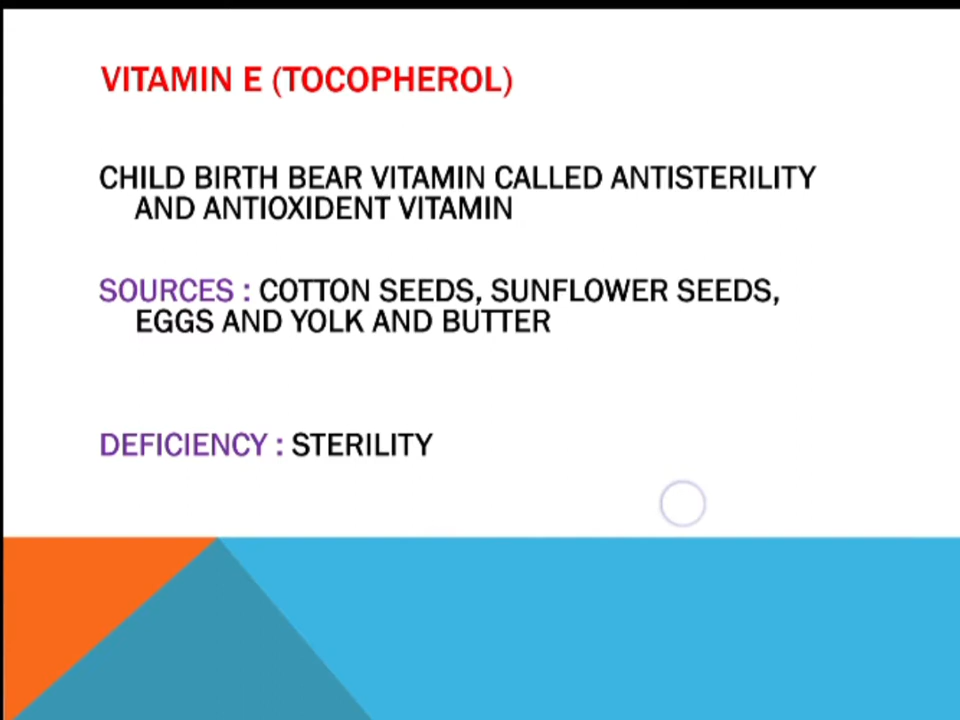 VITAMIN E (TOCOPHEROL)
CHILD BIRTH BEAR VITAMIN CALLED ANTISTERILITY
AND ANTIOXIDENT VITAMIN
SOURCES : COTTON SEEDS, SUNFLOWER SEEDS,
EGGS AND YOLK AND BUTTER
DEFICIENCY : STERILITY